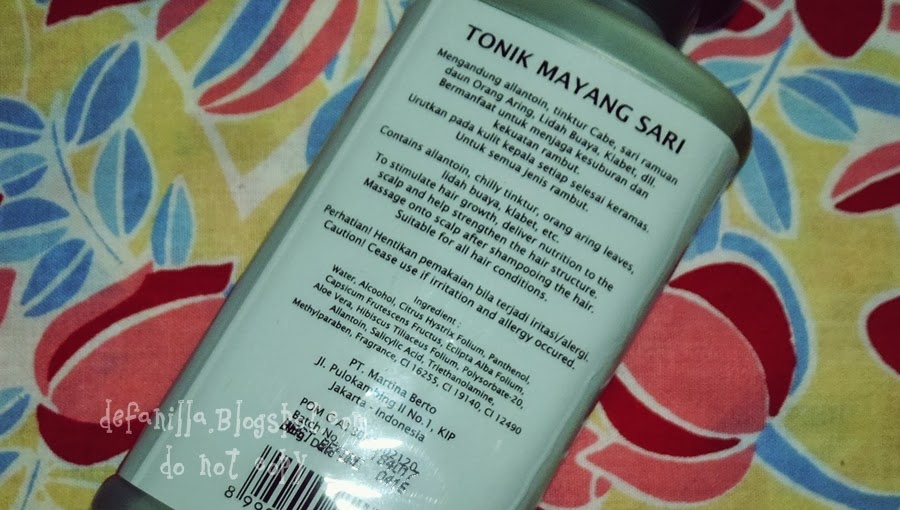 TONIK MAYANG SARI
Mengandung allantoin, tinktur Cabe, sari ramuan
daun Orang Aring, Lidah Buaya, Klabet, dll.
Bermanfaat untuk menjaga kesuburan dan
kekuatan rambut.
Urutkan pada kulit kepala setiap selesai keramas.
Untuk semua jenis rambut.
Contains allantoin, chilly tinktur, orang aring leaves,
lidah buaya, klabet, etc.
To stimulate hair growth, deliver nutrition to the
scalp and help strengthen the hair structure.
Massage onto scalp after shampooing the hair.
Suitable for all hair conditions.
Perhatian! Hentikan pemakaian bila terjadi iritasi/alergi.
Caution! Cease use if irritation and allergy occured.
Ingredient :
Water, Alcoohol, Citrus Hystrix Folium, Panthenol,
Capsicum Frutescens Fructus, Eclipta Alba Folium,
Aloe Vera, Hibiscus Tiliaceus Folium, Polysorbate-20,
Allantoin, Salicylic Acid, Triethanolamine,
Methylparaben, Fragrance, CI 16255, CI 19140, CI 12490
PT. Martina Berto
Jl. Pulokambing II No. 1, KIP
Jakarta - Indonesia
POM
Batch No.
defanilla.Blogspot.com
do not copy